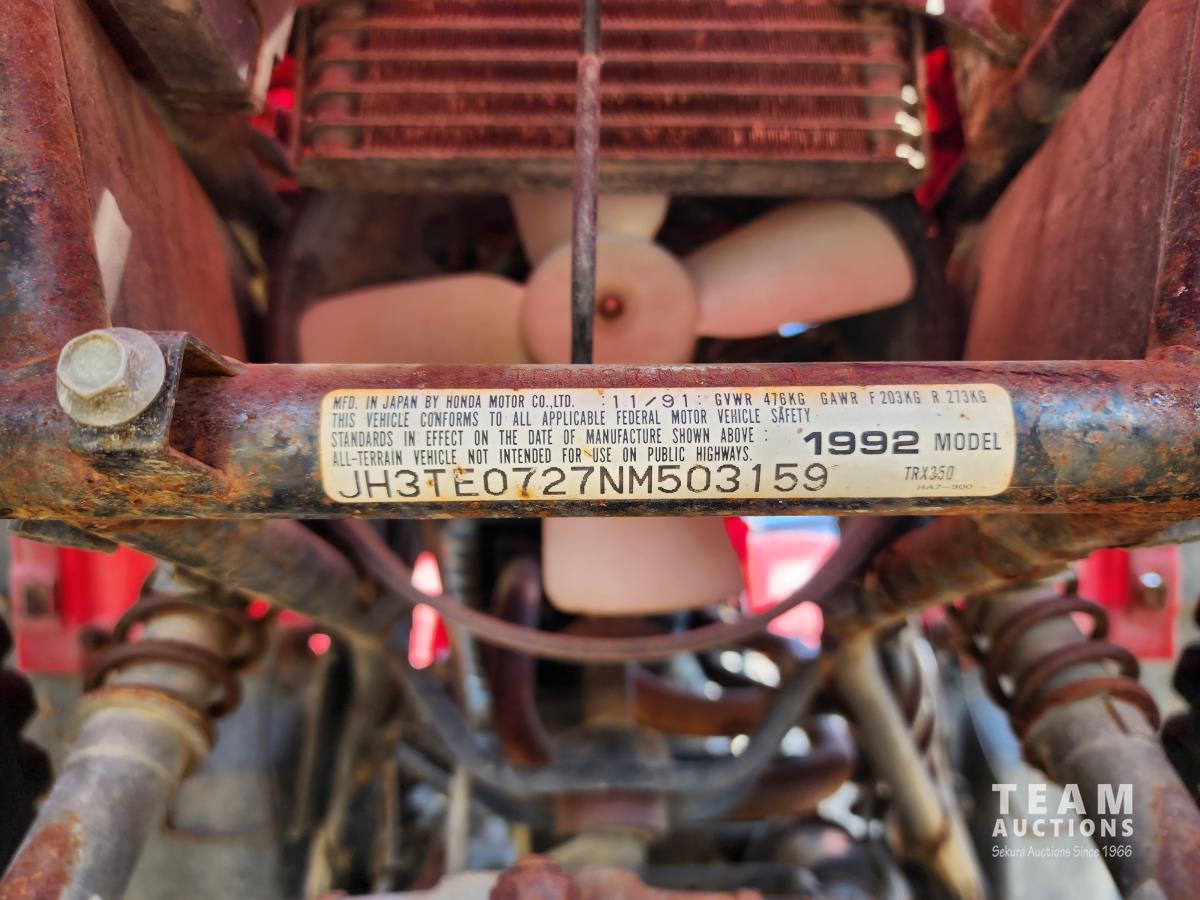 MFD. IN JAPAN BY HONDA MOTOR CO., LTD. :11/91: GVWR 476KG GAWR F 203KG R 273KG
THIS VEHICLE CONFORMS TO ALL APPLICABLE FEDERAL MOTOR VEHICLE SAFETY
STANDARDS IN EFFECT ON THE DATE OF MANUFACTURE SHOWN ABOVE : 1992 MODEL
ALL-TERRAIN VEHICLE NOT INTENDED FOR USE ON PUBLIC HIGHWAYS.
JH3TE0727NM503159 TRX350
HA7-900
TEAM
AUCTIONS
Sekura Auctions Since 1966